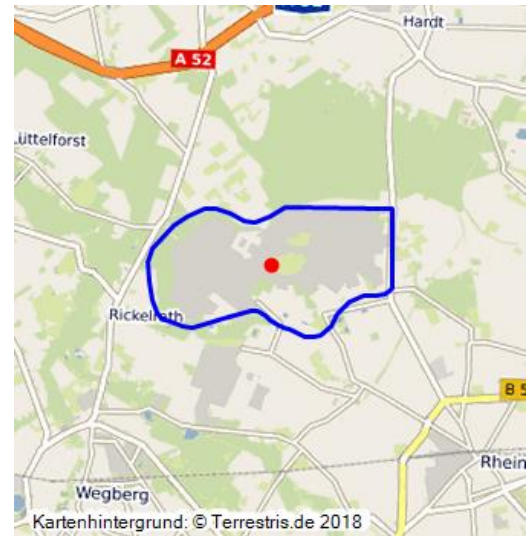 Hardt
A 52
Lüttelforst
Rickelrath
B 5
Rhein
Wegberg
Kartenhintergrund: © Terrestris.de 2018